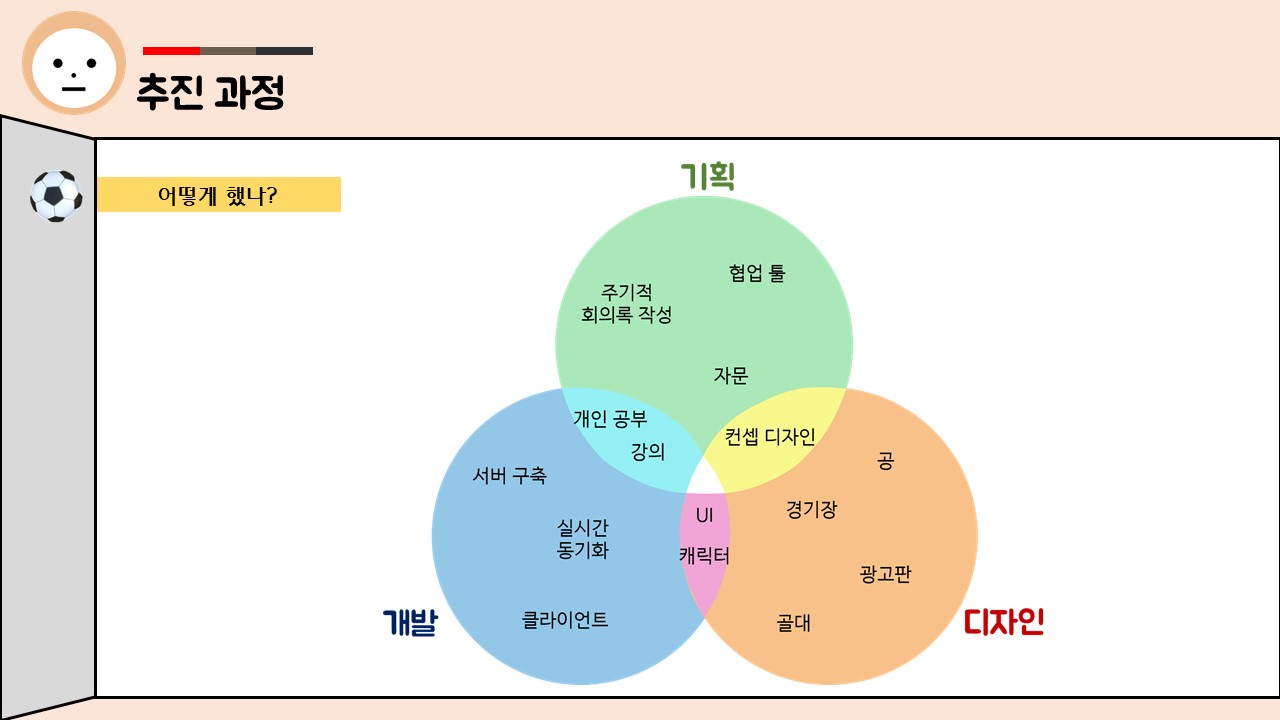 추진 과정
어떻게 했나?
기획
협업 툴
주기적
회의록 작성
자문
개인 공부
강의
컨셉 디자인
공
서버 구축
경기장
UI
실시간
동기화
캐릭터
광고판
클라이언트
골대
개발
디자인